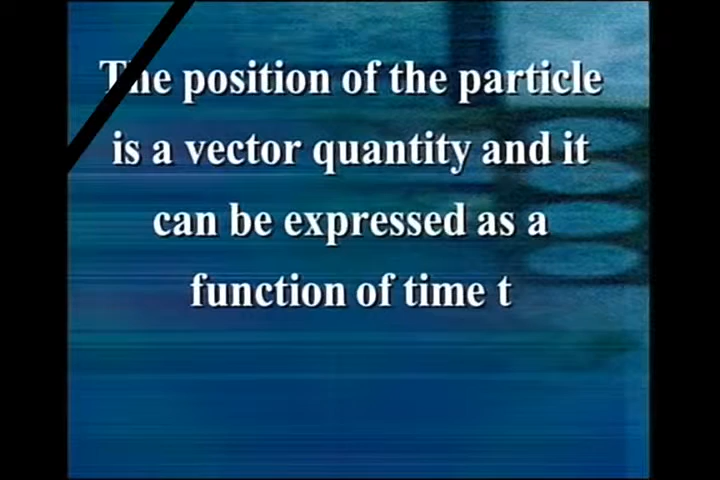 The position of the particle
is a vector quantity and it
can be expressed as a
function of time t